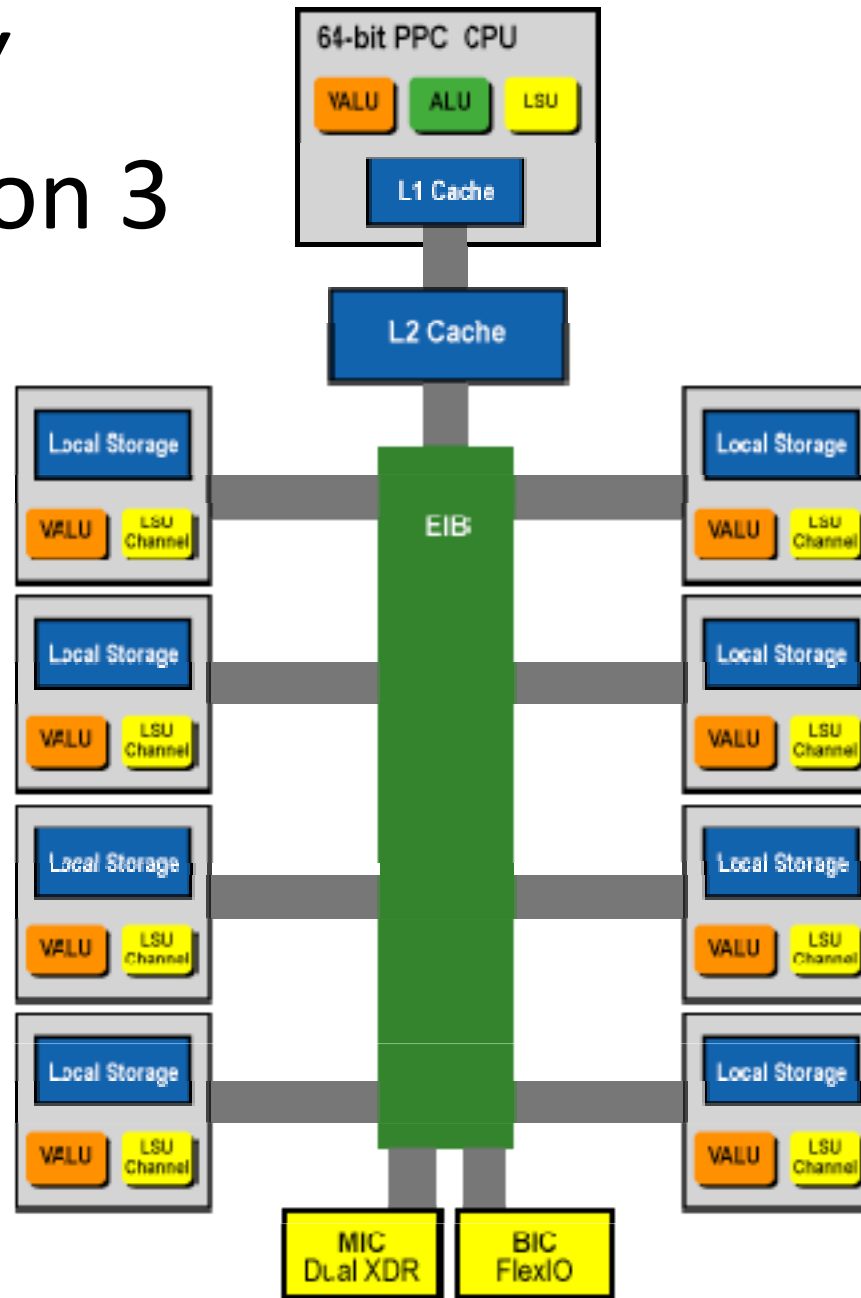 on 3
64-bit PPC CPU
VALU ALU LSU
L1 Cache
L2 Cache
EIB
Local Storage
VALU
LSU
Channel
Local Storage
VALU
LSU
Channel
Local Storage
VALU
LSU
Channel
Local Storage
VALU
LSU
Channel
Local Storage
VALU
LSU
Channel
Local Storage
VALU
LSU
Channel
Local Storage
VALU
LSU
Channel
Local Storage
VALU
LSU
Channel
MIC
Dual XDR
BIC
FlexIO